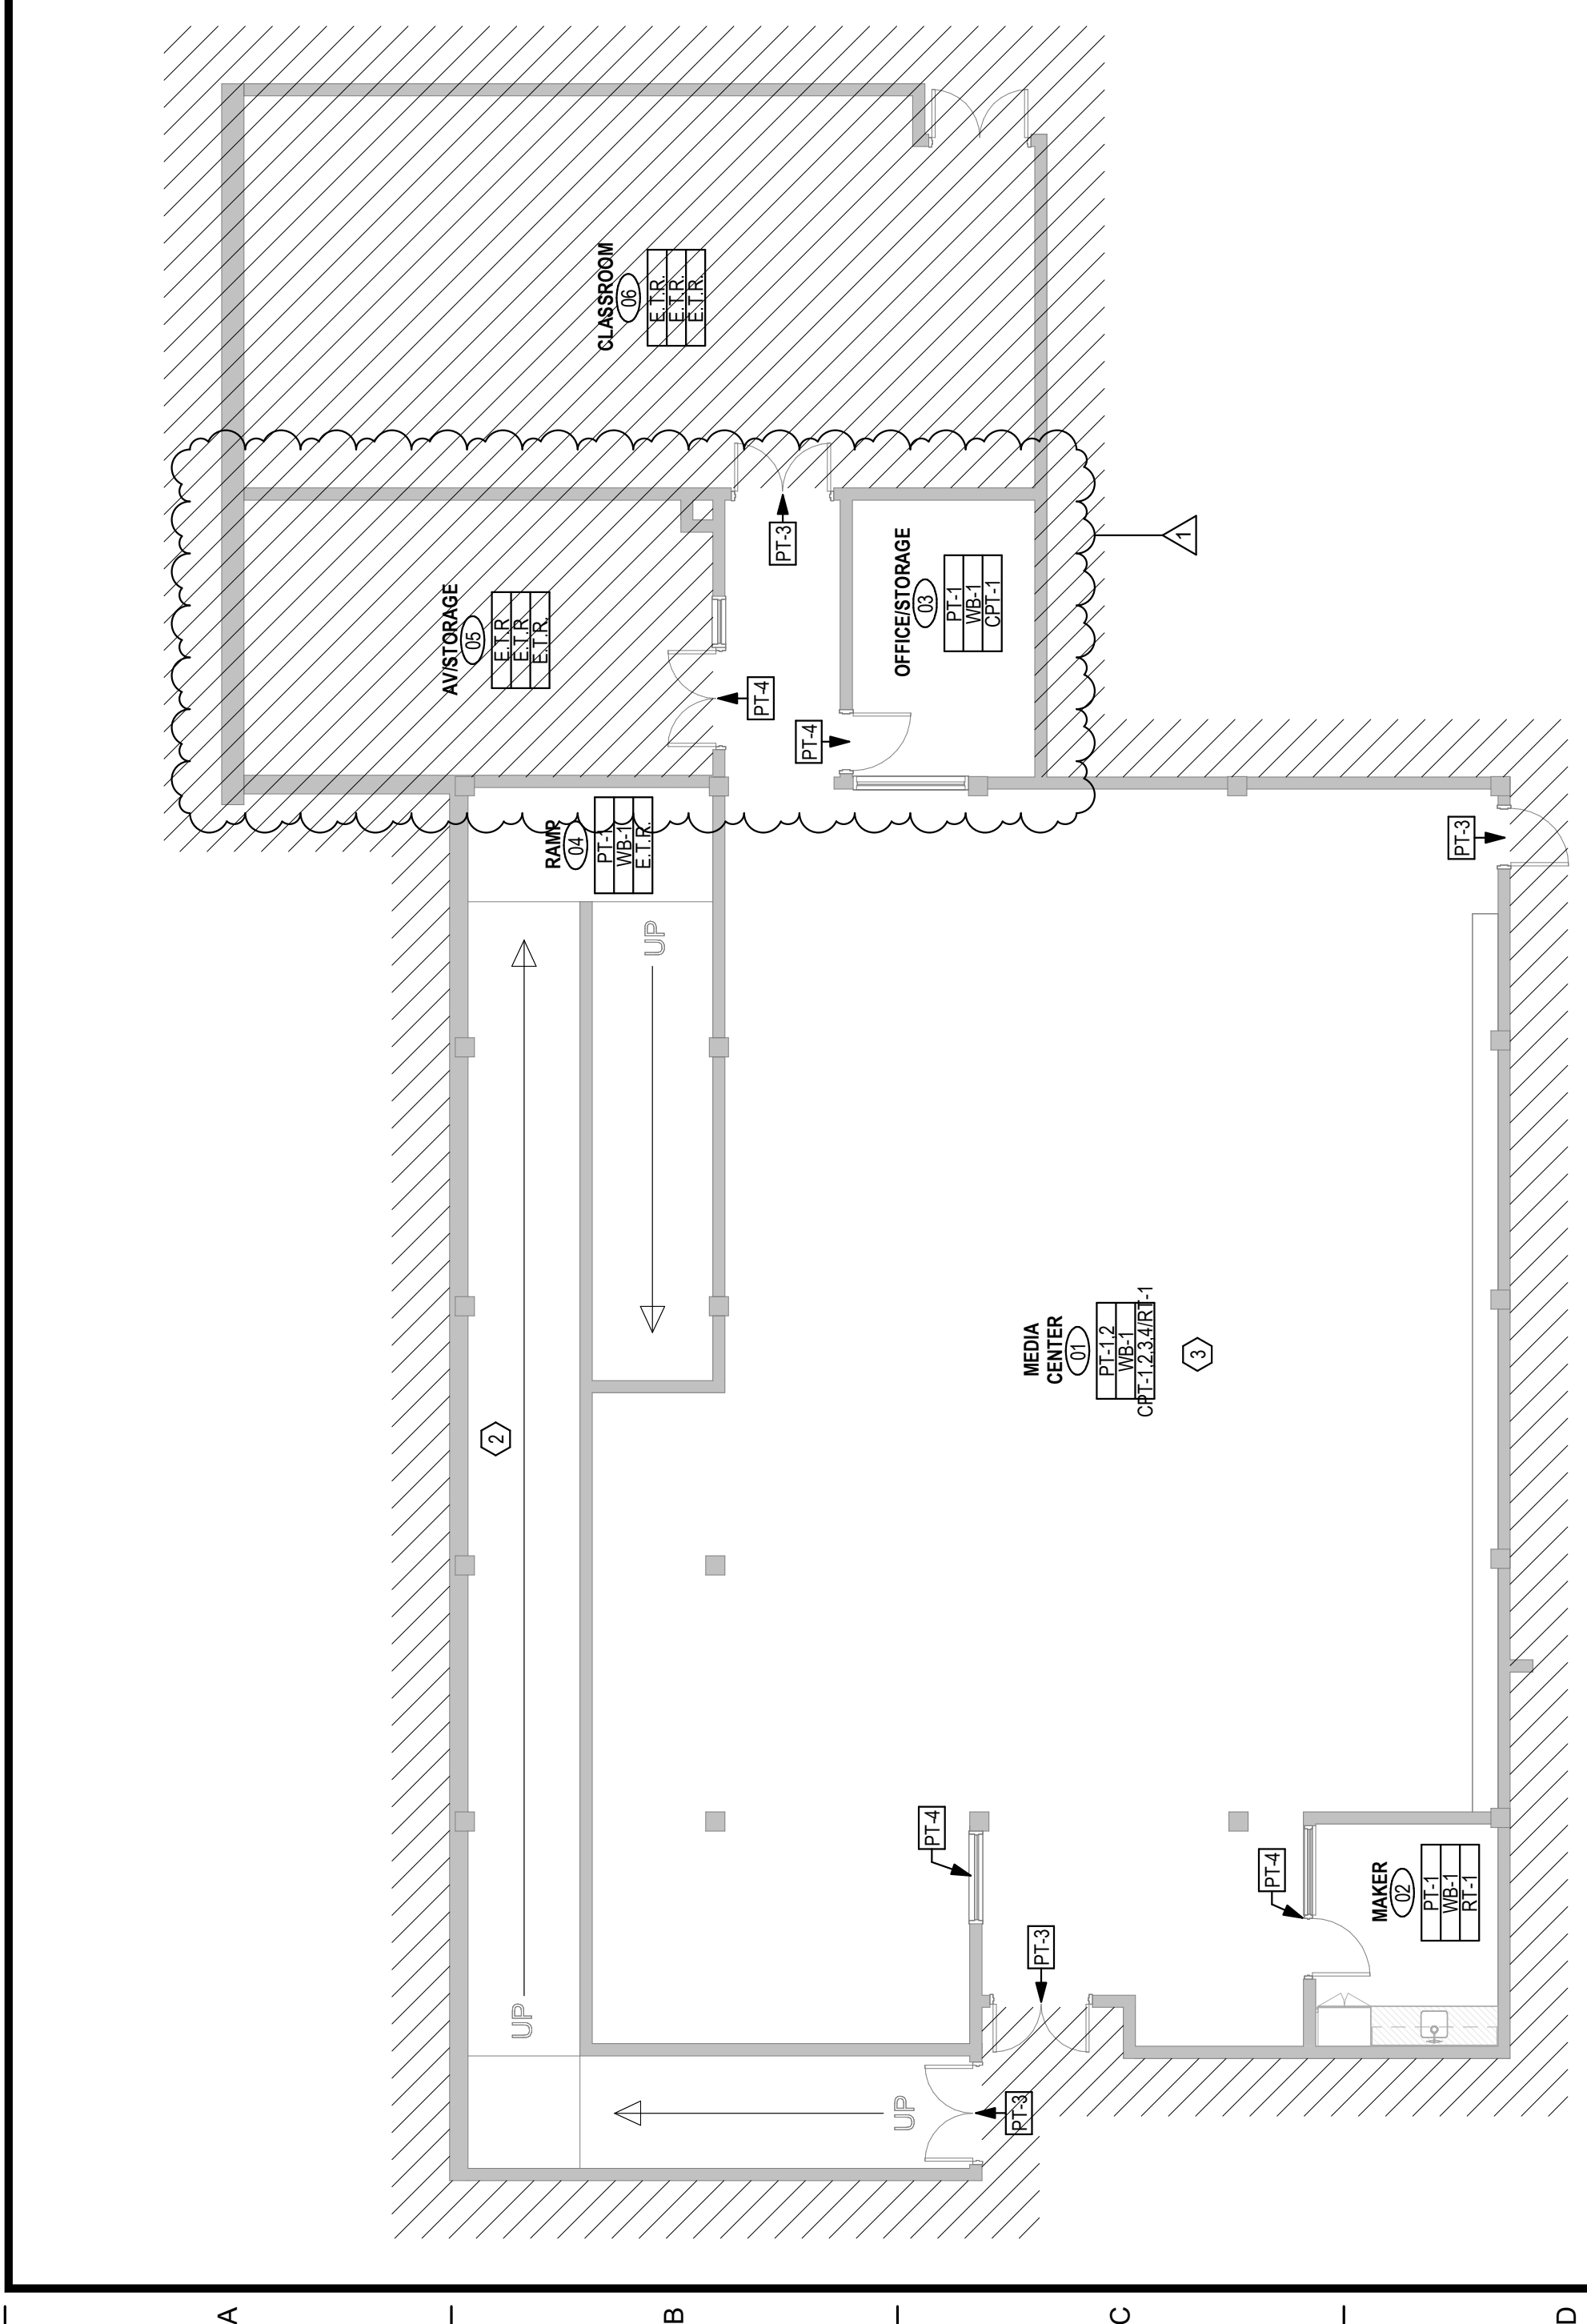 CLASSROOM
06
E.T.R.
E.T.R.
E.T.R.
AV/STORAGE
05
E.T.R
E.T.R
E.T.R.
PT-3
PT-4
PT-4
OFFICE/STORAGE
03
PT-1
WB-1
CPT-1
1
RAMP
04
PT-1
WB-1
E.T.R.
UP
PT-3
2
MEDIA
CENTER
01
PT-1,2
WB-1
CPT-1,2,3,4/RT-1
3
PT-4
PT-4
MAKER
02
PT-1
WB-1
RT-1
PT-3
UP
UP
PT-3
A
B
C
D